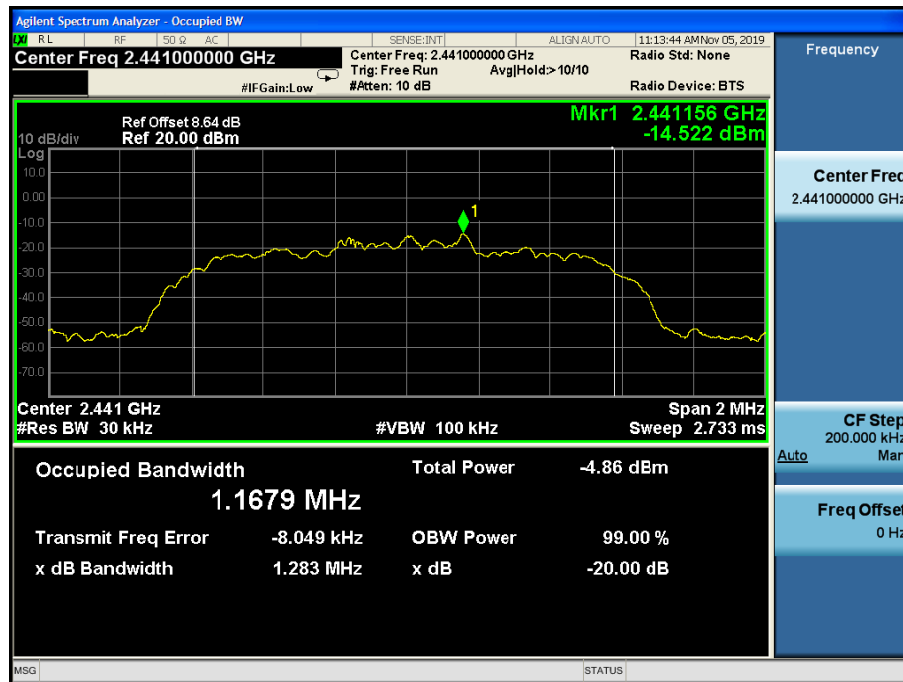 Agilent Spectrum Analyzer - Occupied BW
LXI RL RF 50 Ω AC SENSE:INT ALIGN AUTO 11:13:44 AM Nov 05, 2019
Center Freq 2.441000000 GHz
Center Freq: 2.441000000 GHz
Radio Std: None
Trig: Free Run Avg|Hold:>10/10
#IFGain:Low
#Atten: 10 dB
Radio Device: BTS
Ref Offset 8.64 dB
10 dB/div Ref 20.00 dBm
Log
Mkr1 2.441156 GHz
-14.522 dBm
10.0
0.00
-10.0
-20.0
-30.0
-40.0
-50.0
-60.0
-70.0
1
Center 2.441 GHz Span 2 MHz
#Res BW 30 kHz #VBW 100 kHz Sweep 2.733 ms
Occupied Bandwidth Total Power -4.86 dBm
1.1679 MHz
Transmit Freq Error -8.049 kHz OBW Power 99.00 %
x dB Bandwidth 1.283 MHz x dB -20.00 dB
Frequency
Center Freq
2.441000000 GHz
CF Step
200.000 kHz
Auto Man
Freq Offset
0 Hz
MSG STATUS